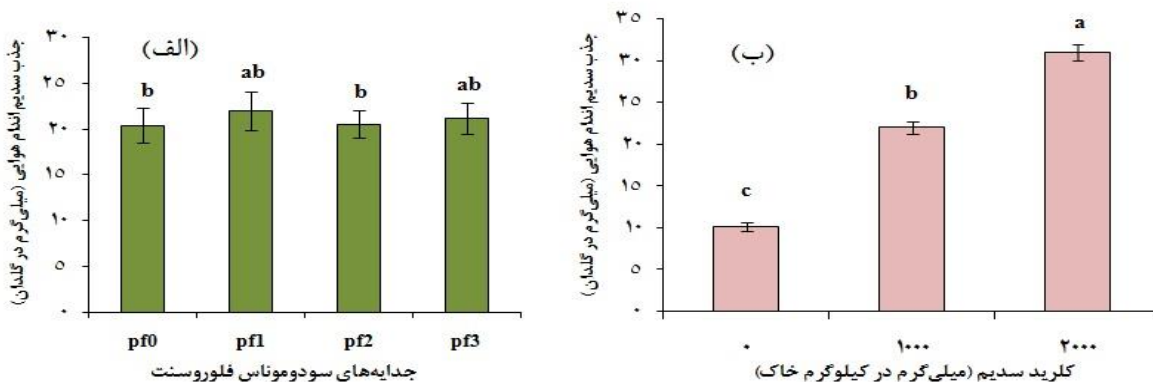 (الف)
جذب سدیم اندام هوایی (میلی‌گرم در گلدان)
۳۰
۲۵
۲۰
۱۵
۱۰
۵
۰
b
ab
b
ab
pf0
pf1
pf2
pf3
جدایه‌های سودوموناس فلوروسنت
(ب)
جذب سدیم اندام هوایی (میلی‌گرم در گلدان)
۳۵
۳۰
۲۵
۲۰
۱۵
۱۰
۵
۰
c
b
a
۰
۱۰۰۰
۲۰۰۰
کلرید سدیم (میلی‌گرم در کیلوگرم خاک)